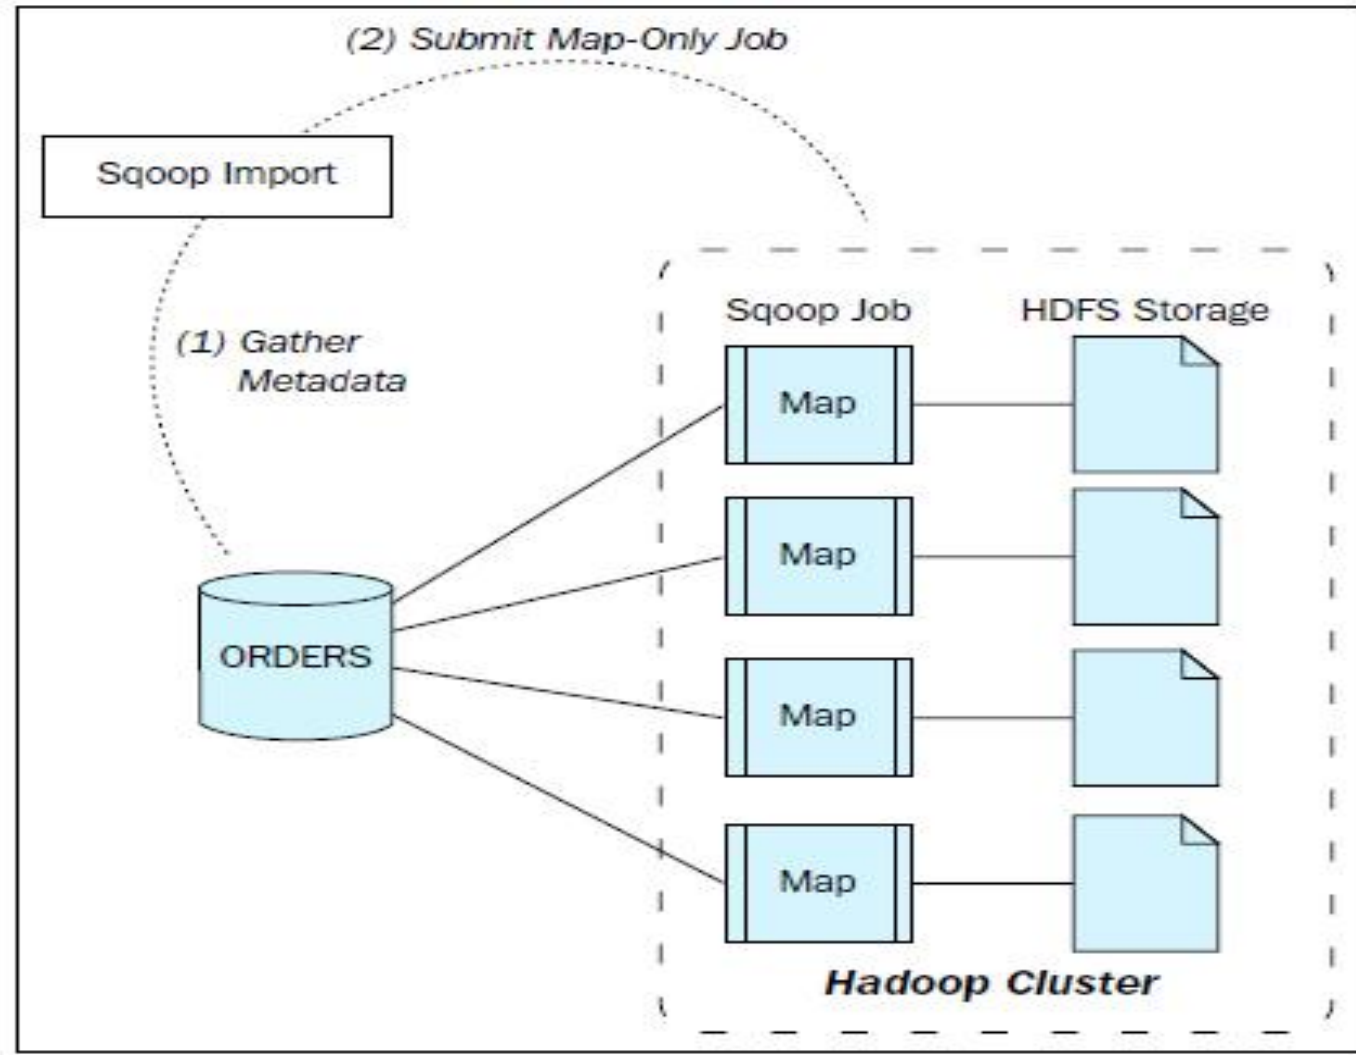 (2) Submit Map-Only Job
Sqoop Import
(1) Gather
Metadata
Sqoop Job
HDFS Storage
Map
Map
ORDERS
Map
Map
Hadoop Cluster